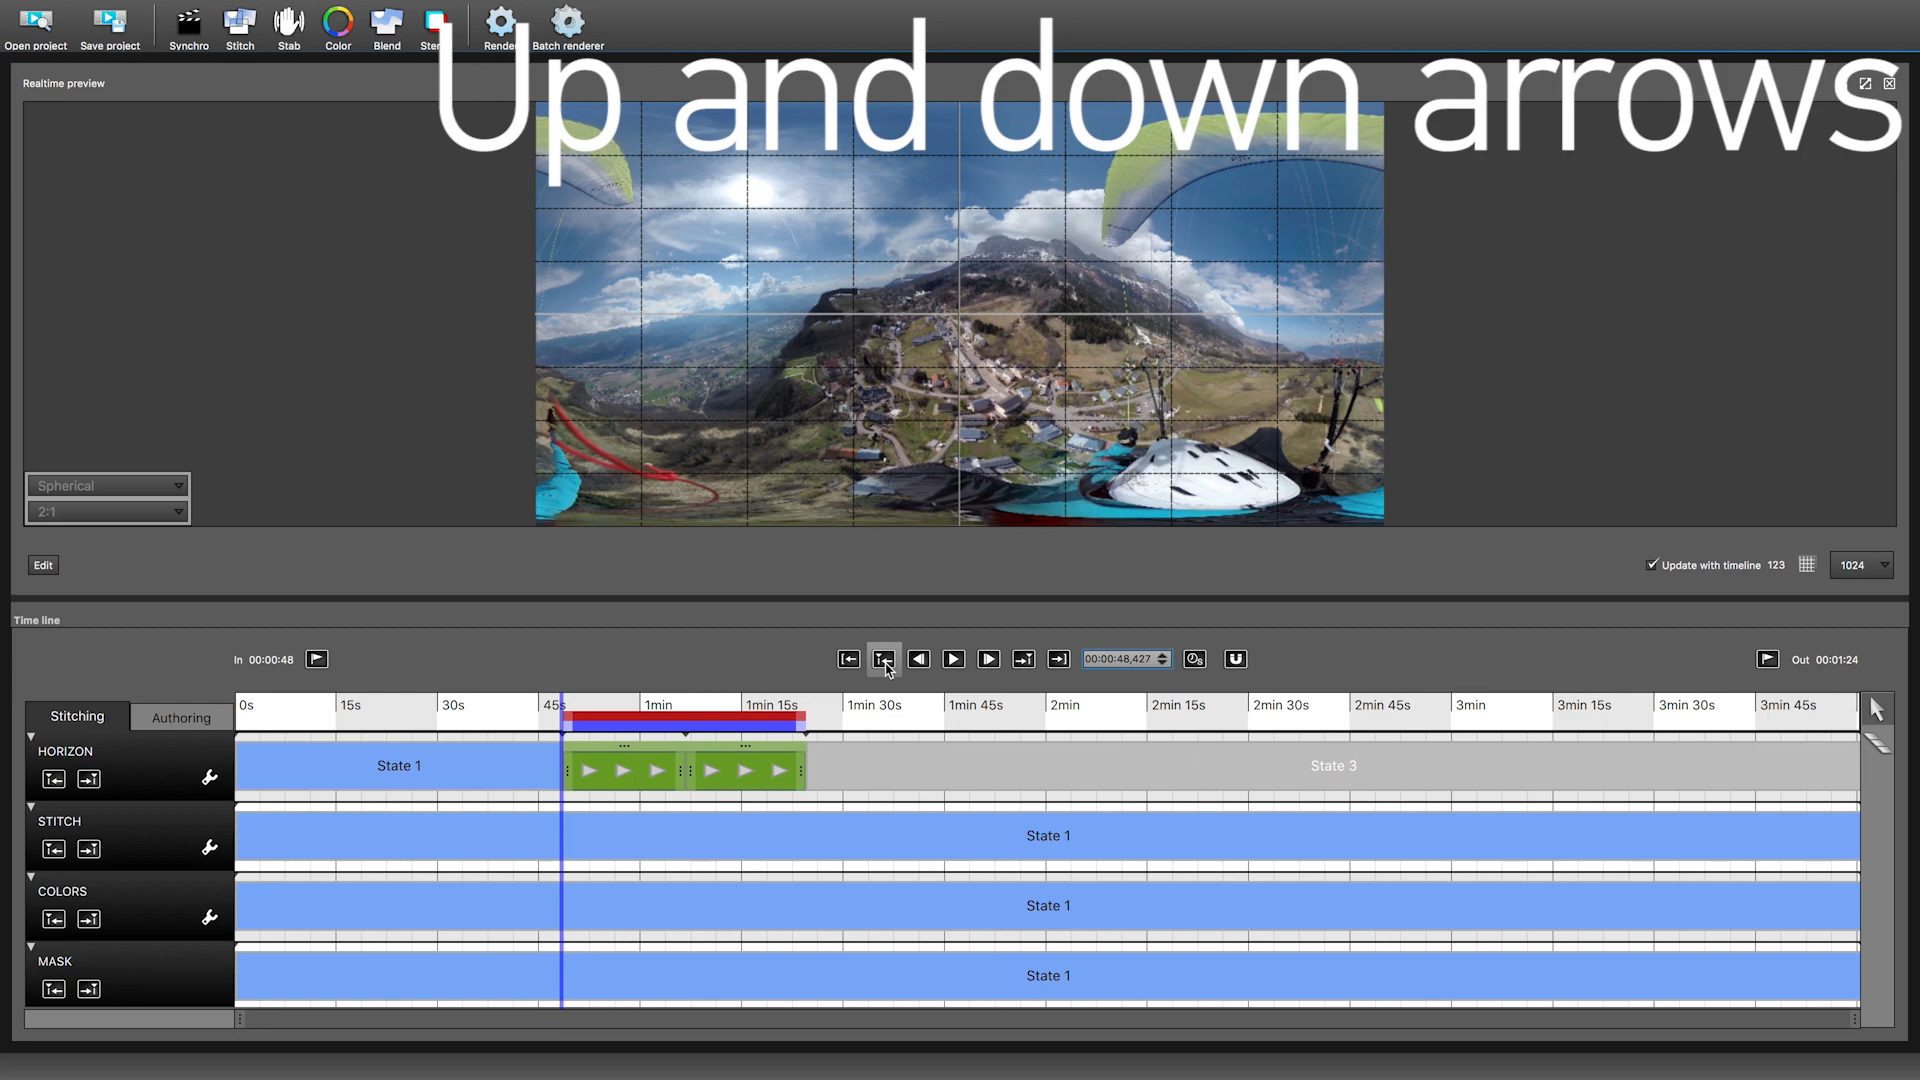 Open project
Save project
Synchro
Stitch
Stab
Color
Blend
Render
Batch renderer
Up and down arrows
Realtime preview
Spherical
2:1
Edit
Update with timeline
123
1024
Time line
In 00:00:48
00:00:48,427
Out 00:01:24
Stitching
Authoring
0s
15s
30s
45s
1min
1min 15s
1min 30s
1min 45s
2min
2min 15s
2min 30s
2min 45s
3min
3min 15s
3min 30s
3min 45s
HORIZON
State 1
State 3
STITCH
State 1
COLORS
State 1
MASK
State 1